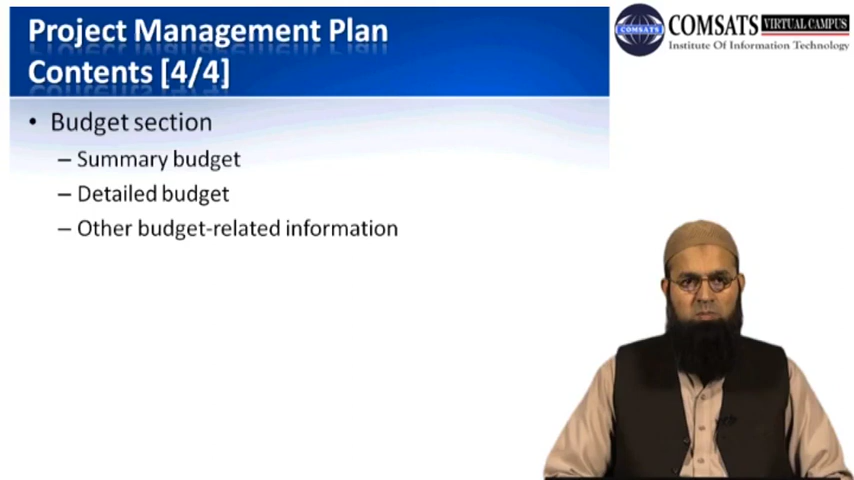 Project Management Plan
Contents [4/4]
COMSATS
COMSATS VIRTUAL CAMPUS
Institute Of Information Technology
• Budget section
– Summary budget
– Detailed budget
– Other budget-related information